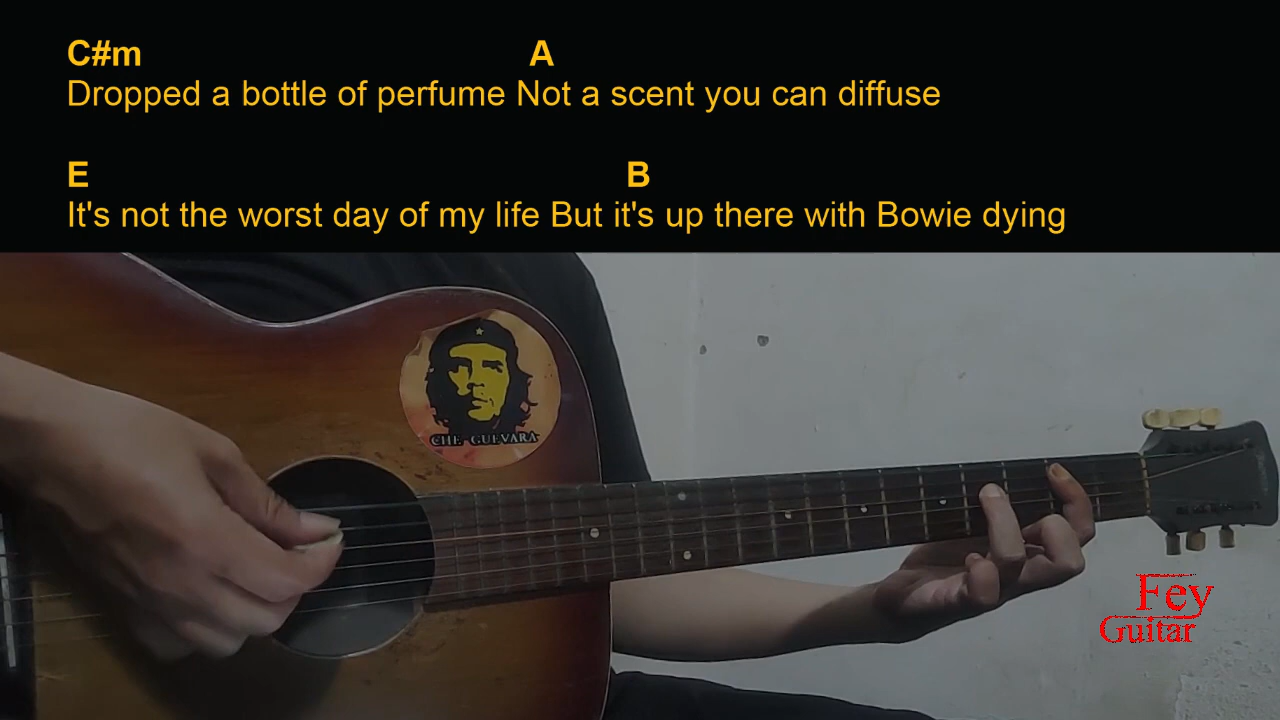 C#m A
Dropped a bottle of perfume Not a scent you can diffuse
E B
It's not the worst day of my life But it's up there with Bowie dying
CHE GUEVARA
Fey
Guitar